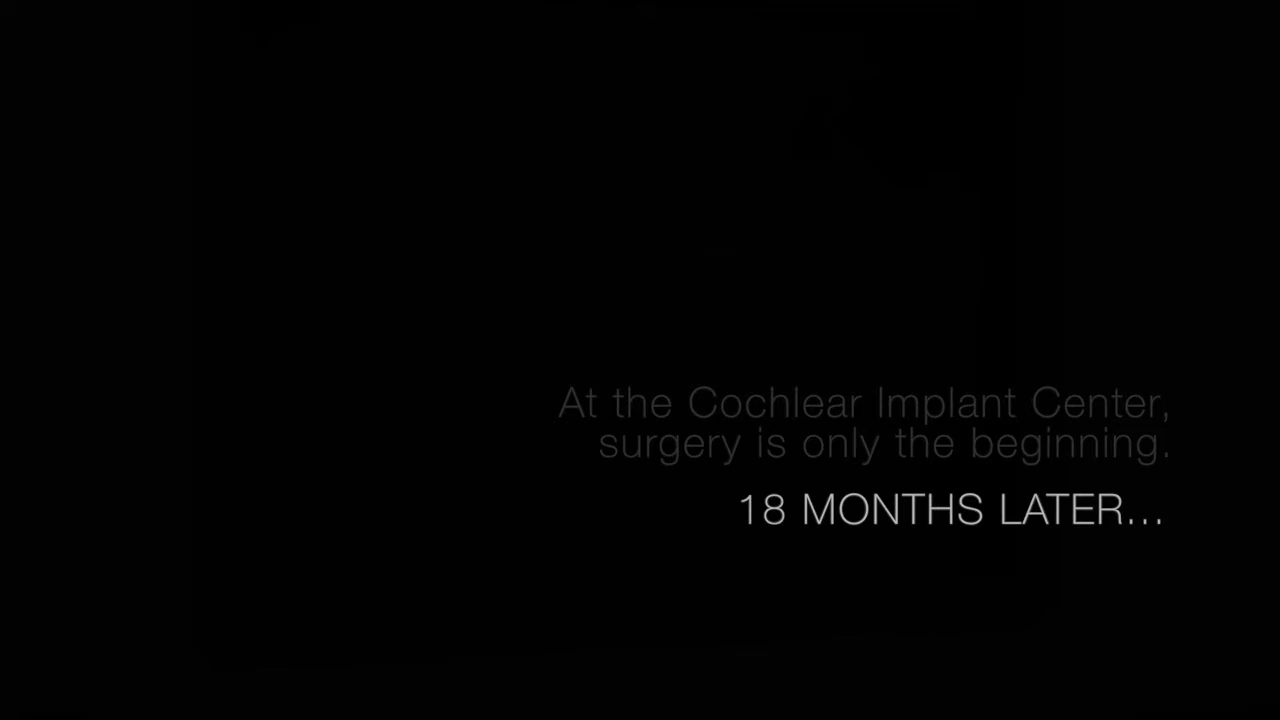 At the Cochlear Implant Center,
surgery is only the beginning.
18 MONTHS LATER...